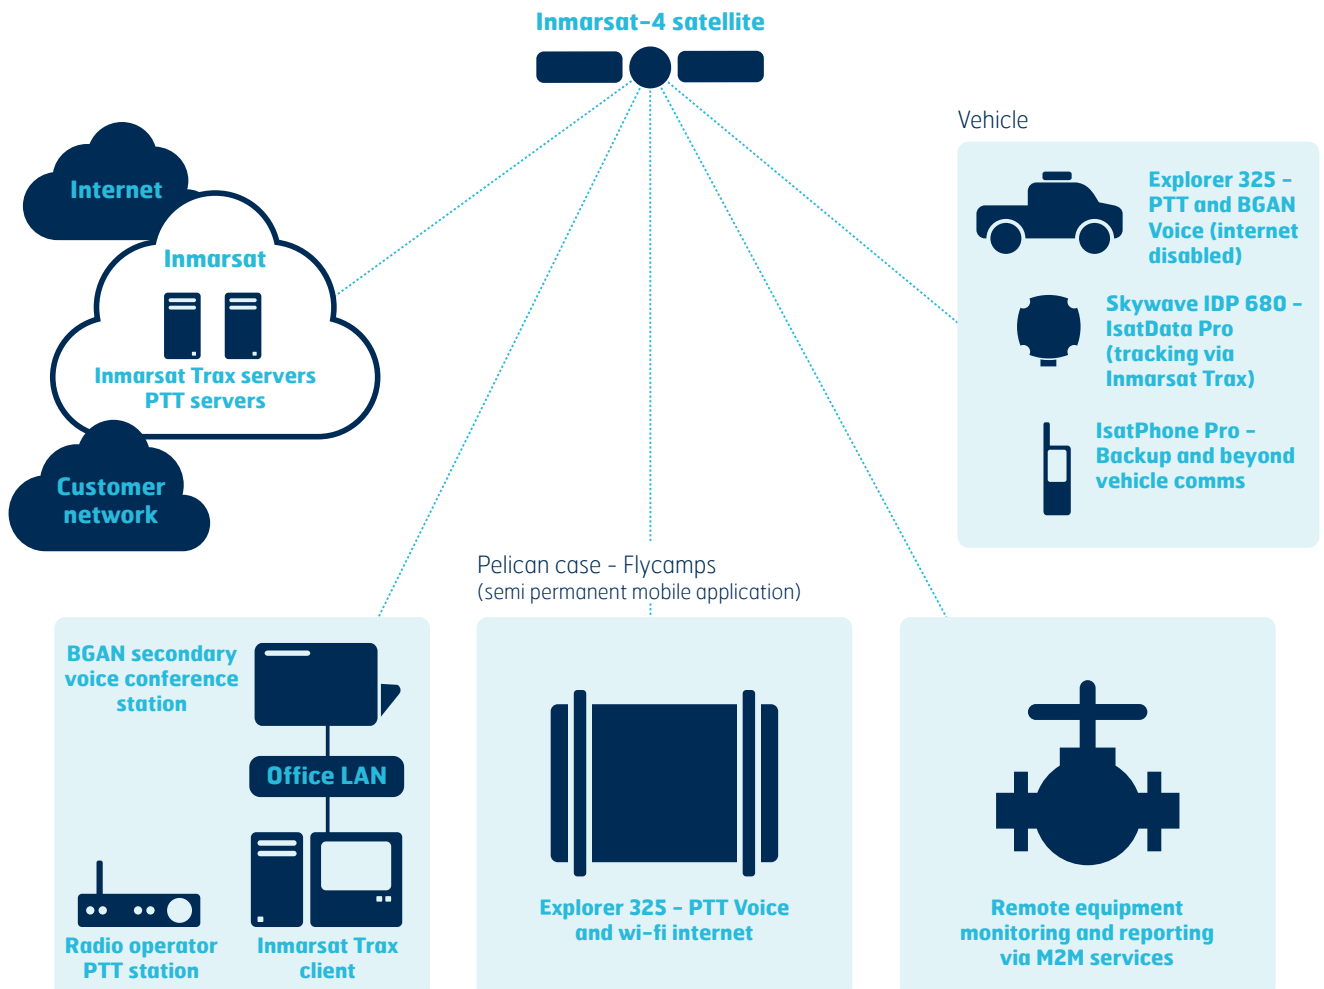 Inmarsat-4 satellite
Internet
Inmarsat
Inmarsat Trax servers
PTT servers
Customer
network
Vehicle
Explorer 325 -
PTT and BGAN
Voice (internet
disabled)
Skywave IDP 680 -
IsatData Pro
(tracking via
Inmarsat Trax)
IsatPhone Pro -
Backup and beyond
vehicle comms
BGAN secondary
voice conference
station
Office LAN
Radio operator
PTT station
Inmarsat Trax
client
Pelican case - Flycamps
(semi permanent mobile application)
Explorer 325 - PTT Voice
and wi-fi internet
Remote equipment
monitoring and reporting
via M2M services